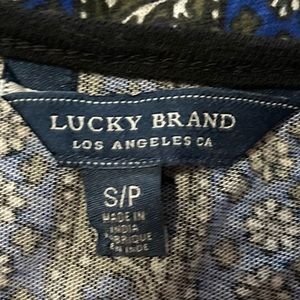 LUCKY BRAND
LOS ANGELES CA
S/P
MADE IN
INDIA
FABRIQUE
EN INDE